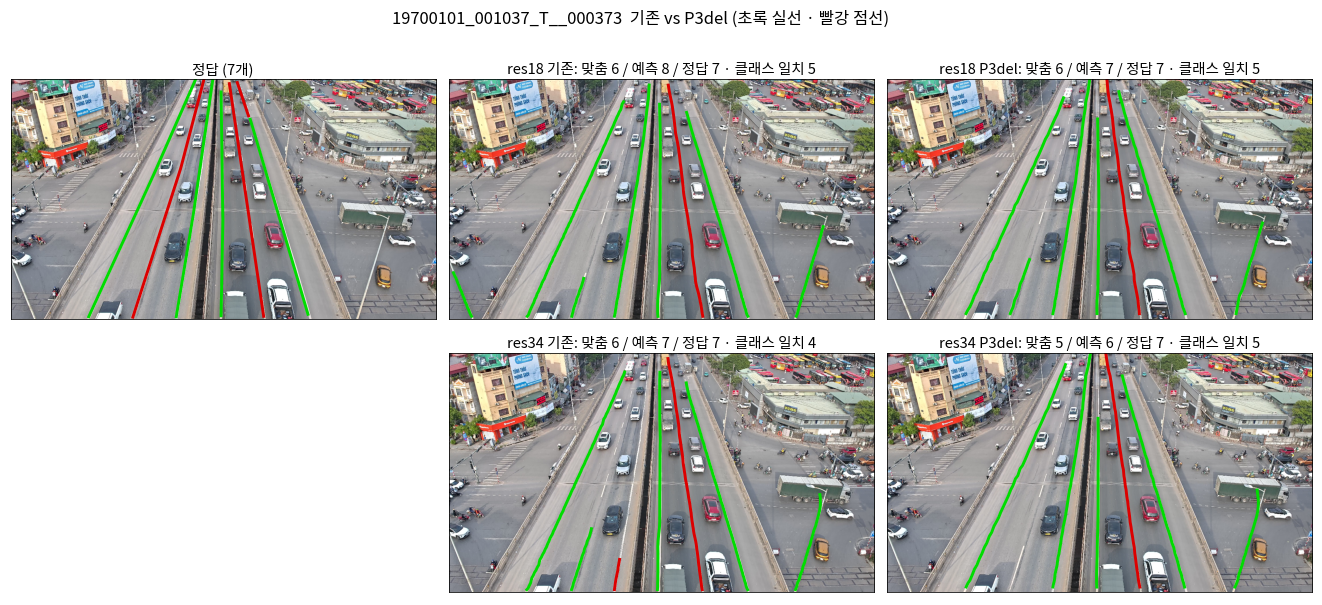 19700101_001037_T__000373 기존 vs P3del (초록 실선 · 빨강 점선)
정답 (7개)
res18 기존: 맞춤 6 / 예측 8 / 정답 7 · 클래스 일치 5
res18 P3del: 맞춤 6 / 예측 7 / 정답 7 · 클래스 일치 5
res34 기존: 맞춤 6 / 예측 7 / 정답 7 · 클래스 일치 4
res34 P3del: 맞춤 5 / 예측 6 / 정답 7 · 클래스 일치 5